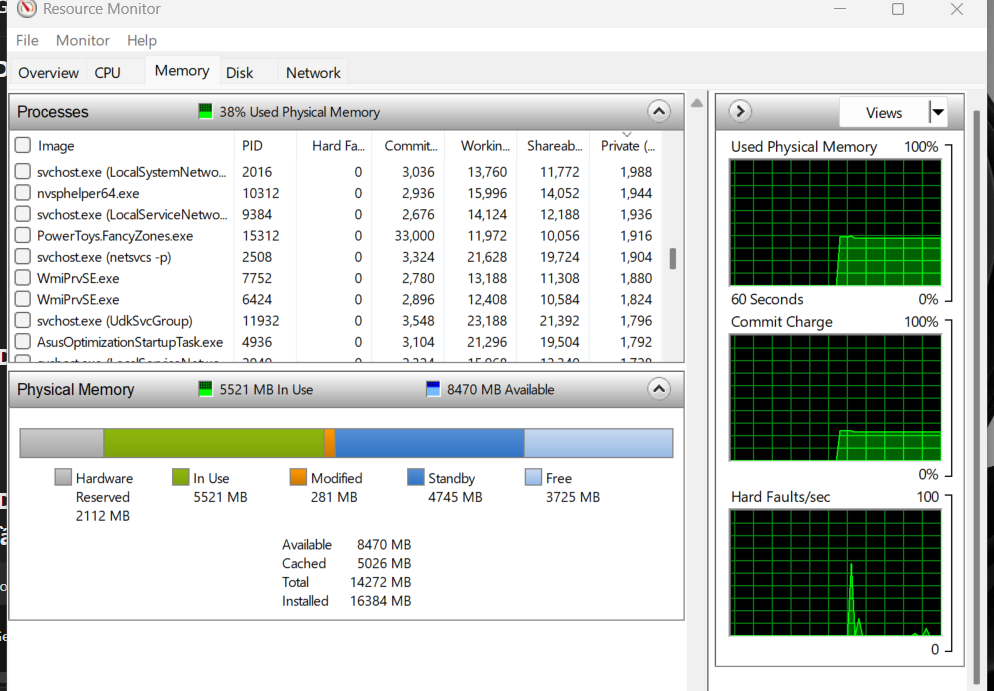 Resource Monitor
File Monitor Help
Overview CPU Memory Disk Network
Processes 38% Used Physical Memory
Image PID Hard Fa... Commit... Workin... Shareab... Private (...
svchost.exe (LocalSystemNetwo... 2016 0 3,036 13,760 11,772 1,988
nvsphelper64.exe 10312 0 2,936 15,996 14,052 1,944
svchost.exe (LocalServiceNetwo... 9384 0 2,676 14,124 12,188 1,936
PowerToys.FancyZones.exe 15312 0 33,000 11,972 10,056 1,916
svchost.exe (netsvcs -p) 2508 0 3,324 21,628 19,724 1,904
WmiPrvSE.exe 7752 0 2,780 13,188 11,308 1,880
WmiPrvSE.exe 6424 0 2,896 12,408 10,584 1,824
svchost.exe (UdkSvcGroup) 11932 0 3,548 23,188 21,392 1,796
AsusOptimizationStartupTask.exe 4936 0 3,104 21,296 19,504 1,792
Physical Memory 5521 MB In Use 8470 MB Available
Hardware Reserved 2112 MB
In Use 5521 MB
Modified 281 MB
Standby 4745 MB
Free 3725 MB
Available 8470 MB
Cached 5026 MB
Total 14272 MB
Installed 16384 MB
Views
Used Physical Memory 100%
60 Seconds 0%
Commit Charge 100%
0%
Hard Faults/sec 100
0